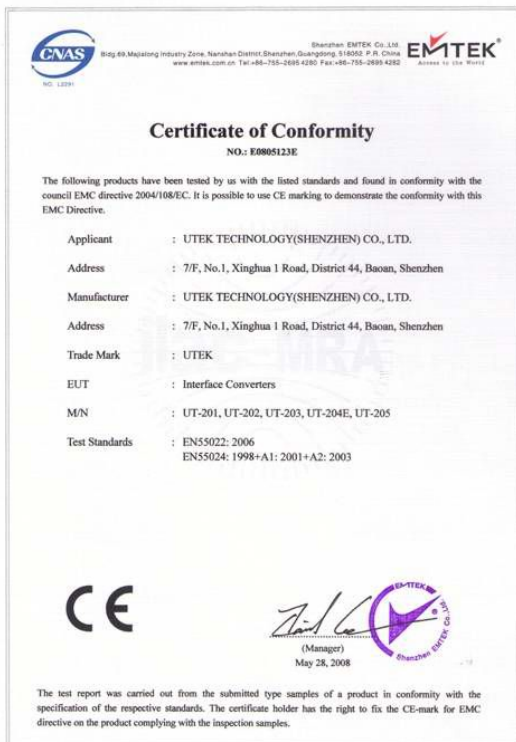 CNAS
NO. L2291
Shenzhen EMTEK Co.,Ltd.
Bldg.69,Majialong Industry Zone, Nanshan District,Shenzhen,Guangdong, 518052 P.R. China
www.emtek.com.cn Tel:+86-755-2695 4280 Fax:+86-755-2695 4282
EMTEK®
Access to the World
Certificate of Conformity
NO.: E0805123E
The following products have been tested by us with the listed standards and found in conformity with the
council EMC directive 2004/108/EC. It is possible to use CE marking to demonstrate the conformity with this
EMC Directive.
Applicant : UTEK TECHNOLOGY(SHENZHEN) CO., LTD.
Address : 7/F, No.1, Xinghua 1 Road, District 44, Baoan, Shenzhen
Manufacturer : UTEK TECHNOLOGY(SHENZHEN) CO., LTD.
Address : 7/F, No.1, Xinghua 1 Road, District 44, Baoan, Shenzhen
Trade Mark : UTEK
EUT : Interface Converters
M/N : UT-201, UT-202, UT-203, UT-204E, UT-205
Test Standards : EN55022: 2006
EN55024: 1998+A1: 2001+A2: 2003
CE
EMTEK
Shenzhen EMTEK Co.,Ltd.
(Manager)
May 28, 2008
The test report was carried out from the submitted type samples of a product in conformity with the
specification of the respective standards. The certificate holder has the right to fix the CE-mark for EMC
directive on the product complying with the inspection samples.